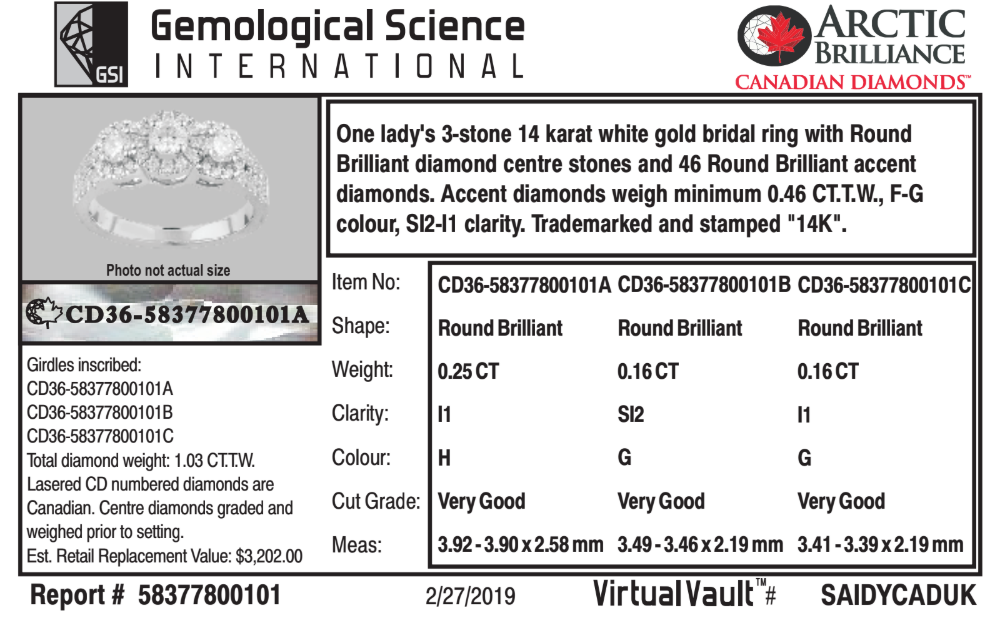 GSI
Gemological Science
INTERNATIONAL
ARCTIC
BRILLIANCE
CANADIAN DIAMONDS™
Photo not actual size
CD36-58377800101A
Girdles inscribed:
CD36-58377800101A
CD36-58377800101B
CD36-58377800101C
Total diamond weight: 1.03 CT.T.W.
Lasered CD numbered diamonds are
Canadian. Centre diamonds graded and
weighed prior to setting.
Est. Retail Replacement Value: $3,202.00
One lady's 3-stone 14 karat white gold bridal ring with Round
Brilliant diamond centre stones and 46 Round Brilliant accent
diamonds. Accent diamonds weigh minimum 0.46 CT.T.W., F-G
colour, SI2-I1 clarity. Trademarked and stamped "14K".
Item No: CD36-58377800101A CD36-58377800101B CD36-58377800101C
Shape: Round Brilliant Round Brilliant Round Brilliant
Weight: 0.25 CT 0.16 CT 0.16 CT
Clarity: I1 SI2 I1
Colour: H G G
Cut Grade: Very Good Very Good Very Good
Meas: 3.92 - 3.90 x 2.58 mm 3.49 - 3.46 x 2.19 mm 3.41 - 3.39 x 2.19 mm
Report # 58377800101 2/27/2019 VirtualVault™# SAIDYCADUK